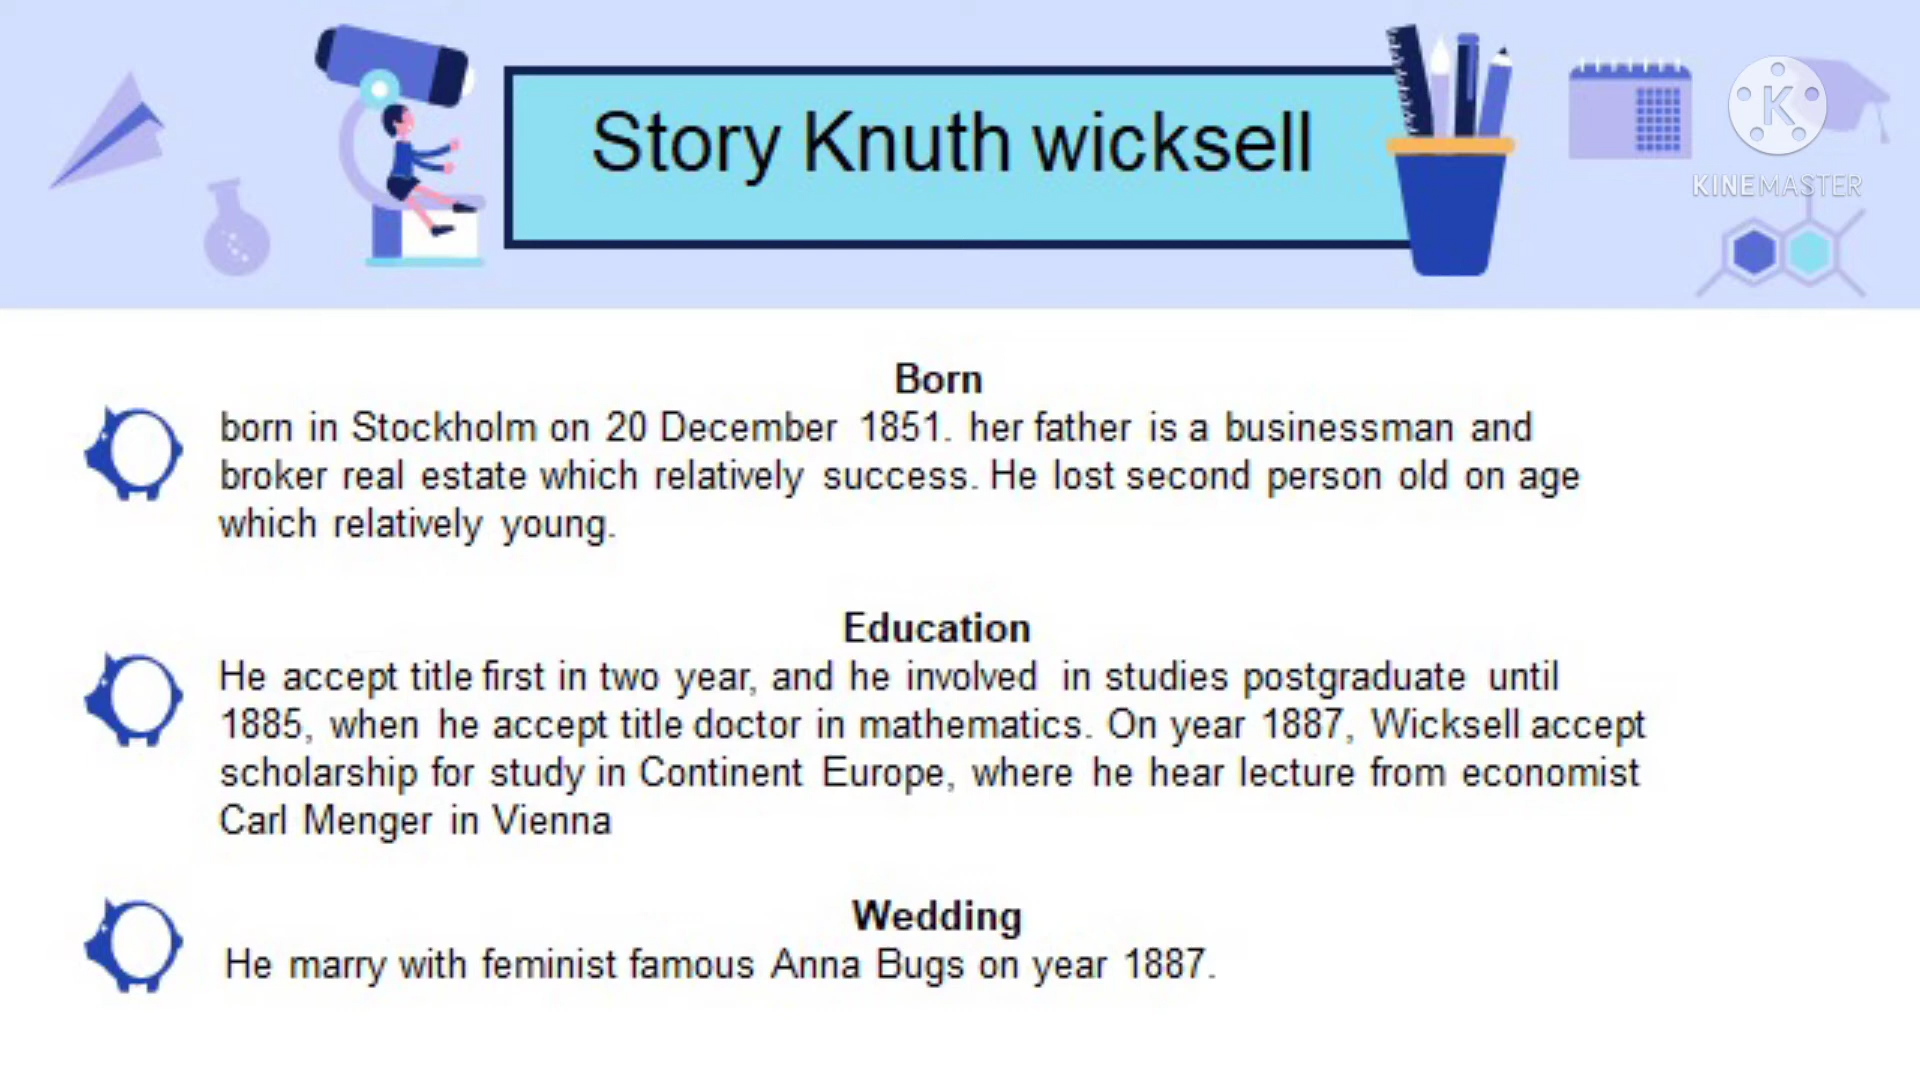 Story Knuth wicksell
KINEMASTER
Born
born in Stockholm on 20 December 1851. her father is a businessman and
broker real estate which relatively success. He lost second person old on age
which relatively young.
Education
He accept title first in two year, and he involved in studies postgraduate until
1885, when he accept title doctor in mathematics. On year 1887, Wicksell accept
scholarship for study in Continent Europe, where he hear lecture from economist
Carl Menger in Vienna
Wedding
He marry with feminist famous Anna Bugs on year 1887.